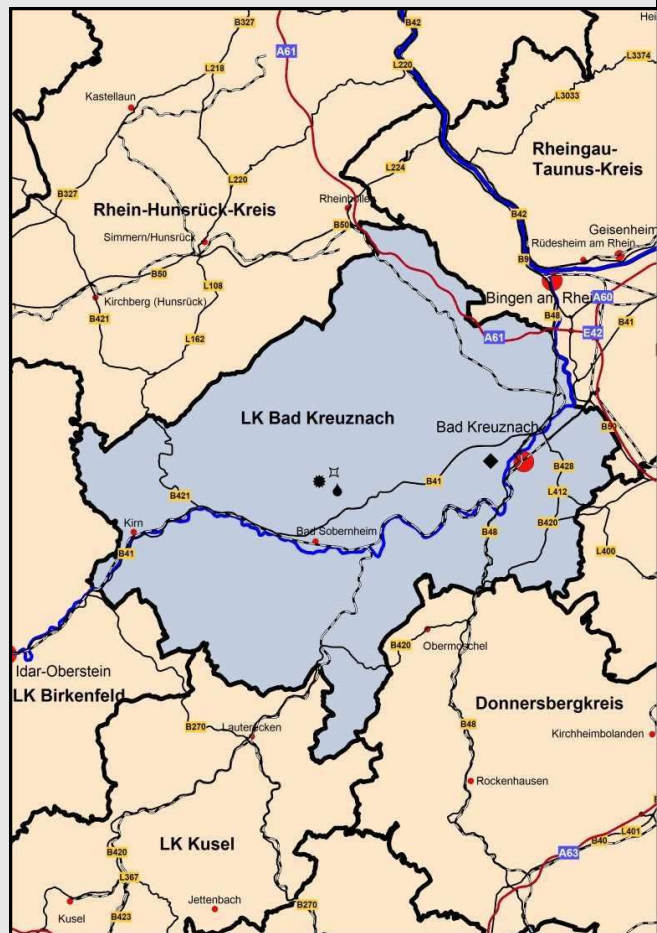 B327
B42
A61
L218
L220
L3374
Kastellaun
L3033
Rheingau-
Taunus-Kreis
L224
L220
B327
Rhein-Hunsrück-Kreis
B42
Geisenheim
B50
Simmern/Hunsrück
Rüdesheim am Rhein
B9
B50
L108
Bingen am
A60
Kirchberg (Hunsrück)
B421
B48
E42
B41
A61
L162
LK Bad Kreuznach
Bad Kreuznach
B428
B41
B421
L412
Kirn
B420
Bad Sobernheim
B48
B41
L400
B420
Obermoschel
Idar-Oberstein
LK Birkenfeld
Donnersbergkreis
B270
Lauterecken
B48
Kirchheimbolanden
Rockenhausen
L401
LK Kusel
B40
A63
B420
L367
Jettenbach
B270
Kusel
B423